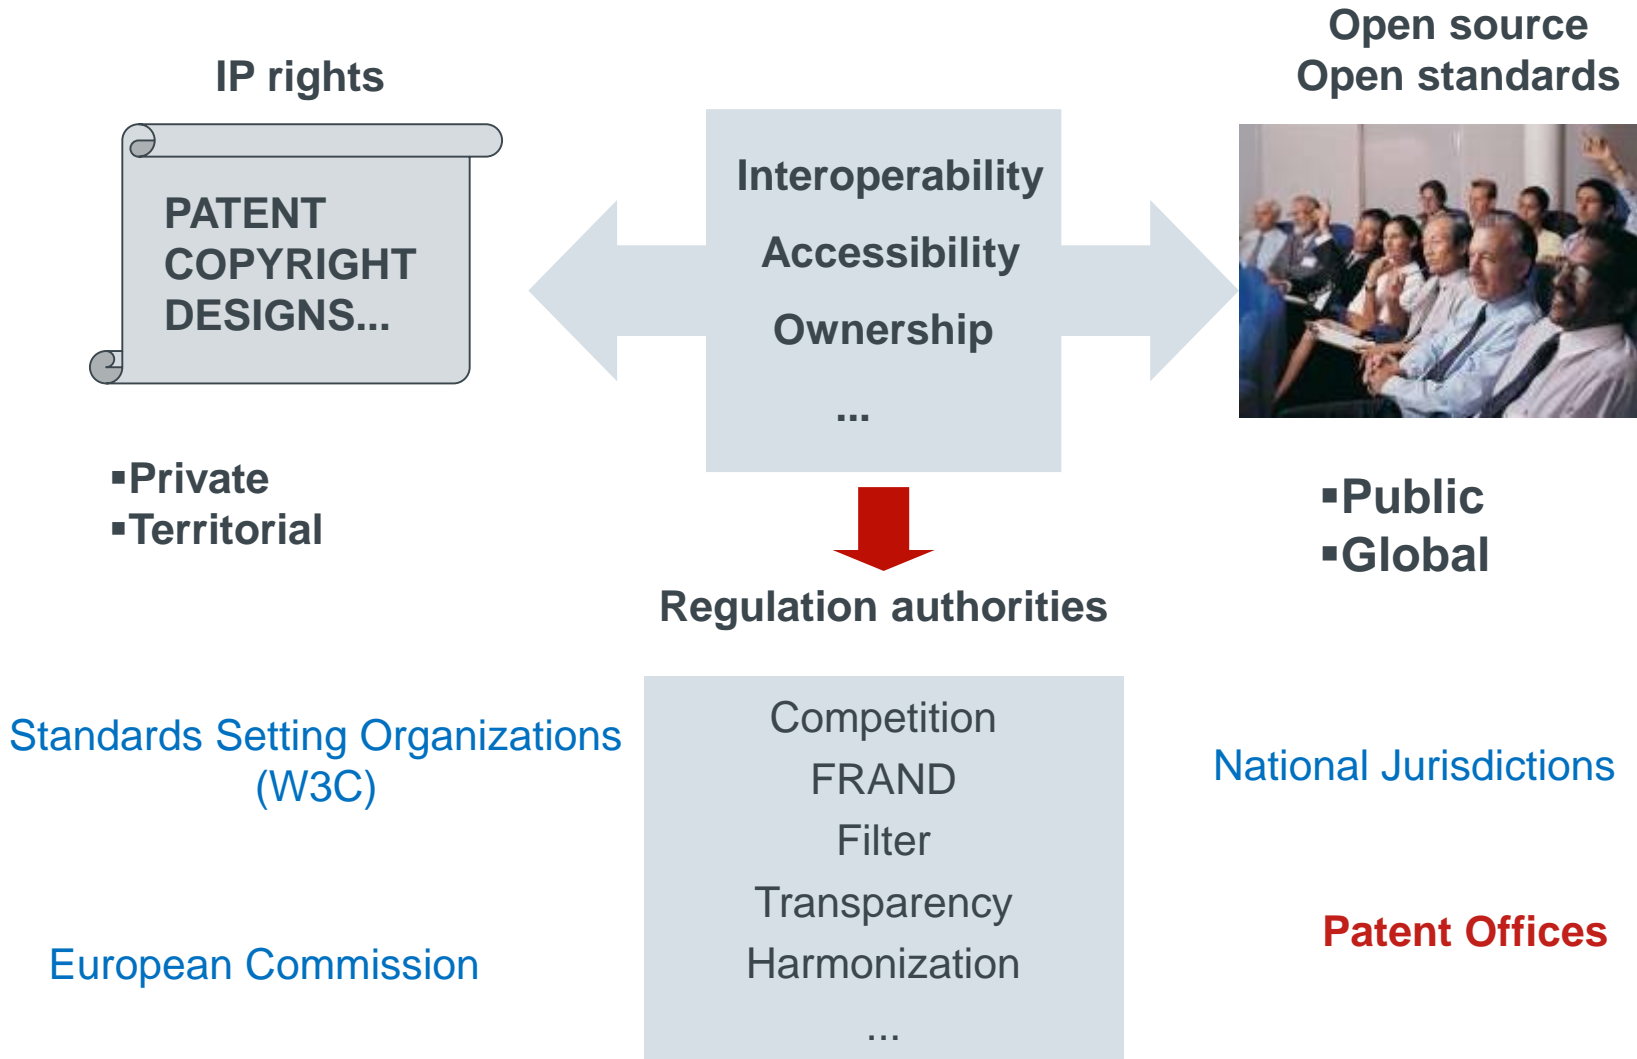 IP rights
PATENT
COPYRIGHT
DESIGNS...
▪Private
▪Territorial
Interoperability
Accessibility
Ownership
...
Open source
Open standards
▪Public
▪Global
Regulation authorities
Standards Setting Organizations
(W3C)
European Commission
Competition
FRAND
Filter
Transparency
Harmonization
...
National Jurisdictions
Patent Offices